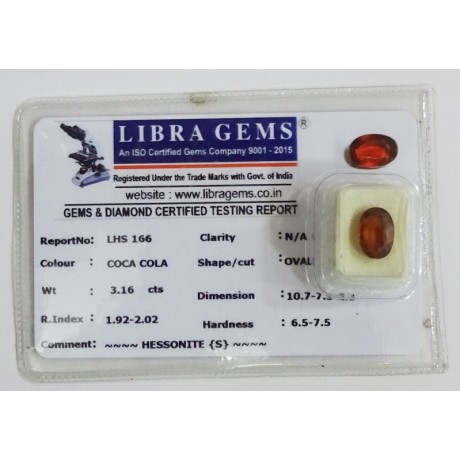 LIBRA GEMS ®
An ISO Certified Gems Company 9001 - 2015
Registered Under the Trade Marks with Govt. of India
website : www.libragems.co.in
GEMS & DIAMOND CERTIFIED TESTING REPORT
ReportNo: LHS 166 Clarity : N/A
Colour : COCA COLA Shape/cut : OVAL
Wt : 3.16 cts Dimension : 10.7-7.
R.Index : 1.92-2.02 Hardness : 6.5-7.5
Comment: ~~~~ HESSONITE {S} ~~~~